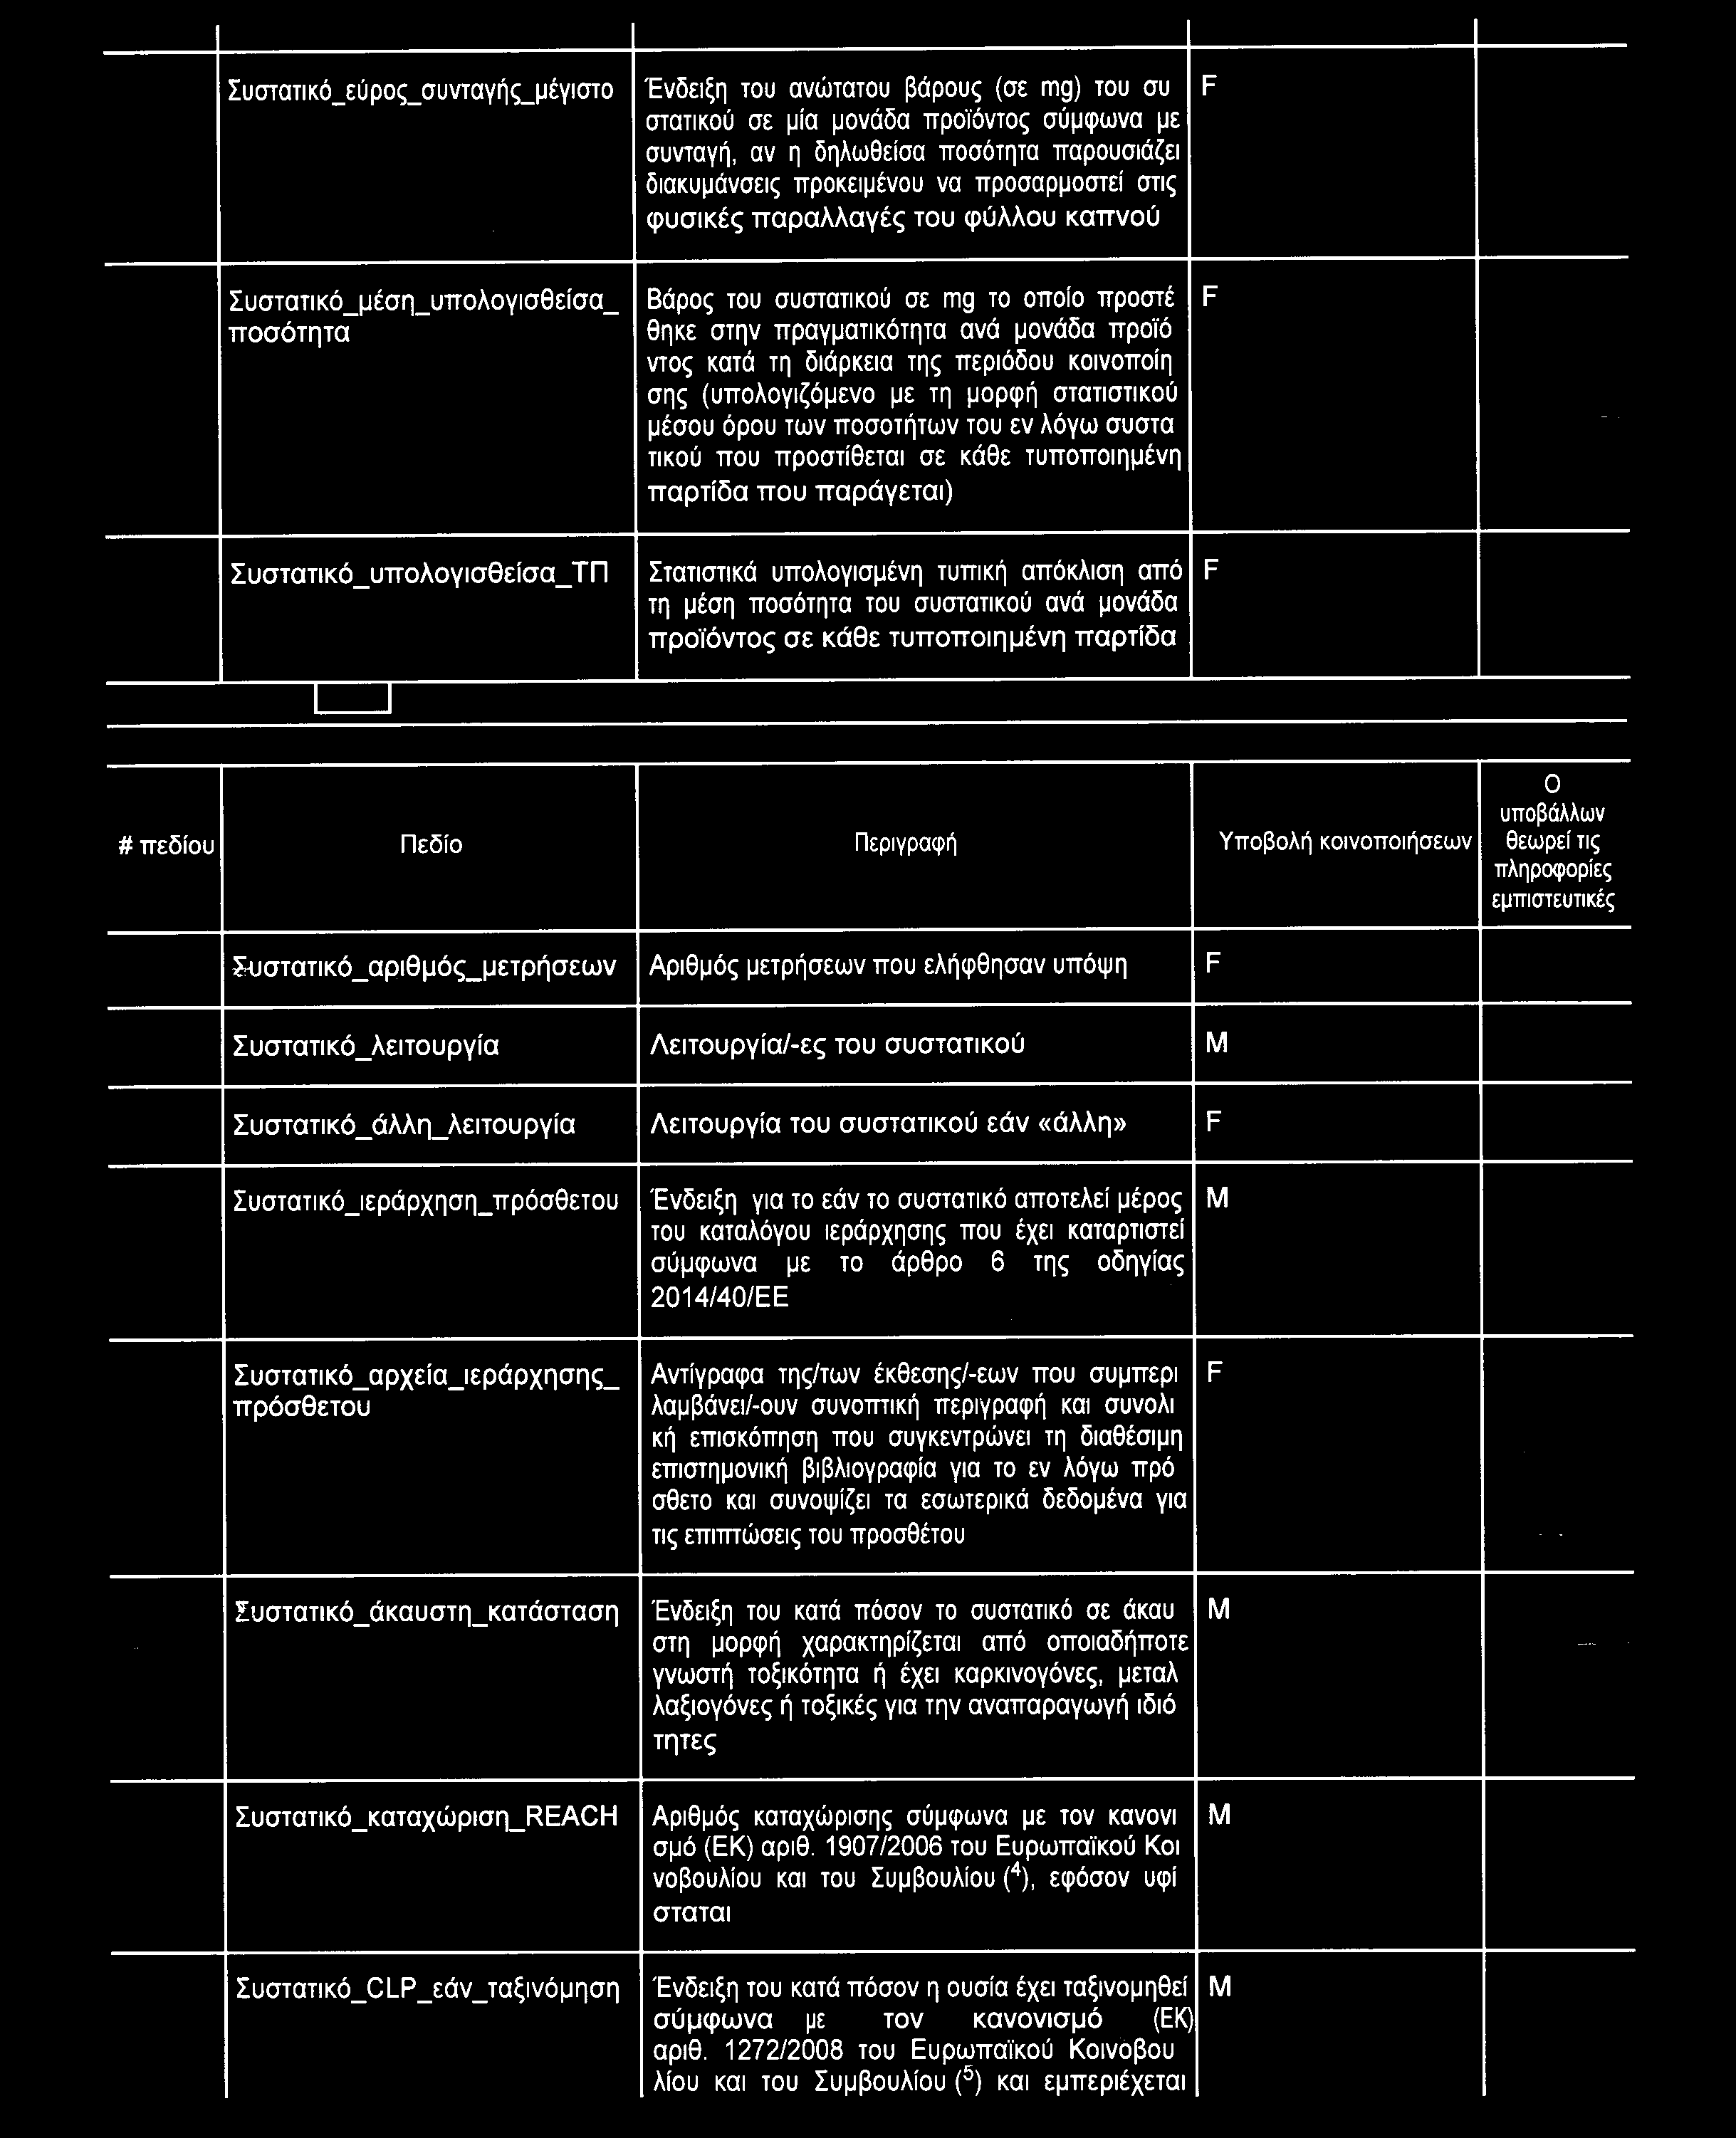 Συστατικό_εύρος_συνταγής_μέγιστο
Ένδειξη του ανώτατου βάρους (σε mg) του συ
στατικού σε μία μονάδα προϊόντος σύμφωνα με
συνταγή, αν η δηλωθείσα ποσότητα παρουσιάζει
διακυμάνσεις προκειμένου να προσαρμοστεί στις
φυσικές παραλλαγές του φύλλου καπνού
F
Συστατικό_μέση_υπολογισθείσα_
ποσότητα
Βάρος του συστατικού σε mg το οποίο προστέ
θηκε στην πραγματικότητα ανά μονάδα προϊό
ντος κατά τη διάρκεια της περιόδου κοινοποίη
σης (υπολογιζόμενο με τη μορφή στατιστικού
μέσου όρου των ποσοτήτων του εν λόγω συστα
τικού που προστίθεται σε κάθε τυποποιημένη
παρτίδα που παράγεται)
F
Συστατικό_υπολογισθείσα_ΤΠ
Στατιστικά υπολογισμένη τυπική απόκλιση από
τη μέση ποσότητα του συστατικού ανά μονάδα
προϊόντος σε κάθε τυποποιημένη παρτίδα
F
# πεδίου
Πεδίο
Περιγραφή
Υποβολή κοινοποιήσεων
Ο
υποβάλλων
θεωρεί τις
πληροφορίες
εμπιστευτικές
Συστατικό_αριθμός_μετρήσεων
Αριθμός μετρήσεων που ελήφθησαν υπόψη
F
Συστατικό_λειτουργία
Λειτουργία/-ες του συστατικού
M
Συστατικό_άλλη_λειτουργία
Λειτουργία του συστατικού εάν «άλλη»
F
Συστατικό_ιεράρχηση_πρόσθετου
Ένδειξη για το εάν το συστατικό αποτελεί μέρος
του καταλόγου ιεράρχησης που έχει καταρτιστεί
σύμφωνα με το άρθρο 6 της οδηγίας
2014/40/ΕΕ
M
Συστατικό_αρχεία_ιεράρχησης_
πρόσθετου
Αντίγραφα της/των έκθεσης/-εων που συμπερι
λαμβάνει/-ουν συνοπτική περιγραφή και συνολι
κή επισκόπηση που συγκεντρώνει τη διαθέσιμη
επιστημονική βιβλιογραφία για το εν λόγω πρό
σθετο και συνοψίζει τα εσωτερικά δεδομένα για
τις επιπτώσεις του προσθέτου
F
Συστατικό_άκαυστη_κατάσταση
Ένδειξη του κατά πόσον το συστατικό σε άκαυ
στη μορφή χαρακτηρίζεται από οποιαδήποτε
γνωστή τοξικότητα ή έχει καρκινογόνες, μεταλ
λαξιογόνες ή τοξικές για την αναπαραγωγή ιδιό
τητες
M
Συστατικό_καταχώριση_REACH
Αριθμός καταχώρισης σύμφωνα με τον κανονι
σμό (ΕΚ) αριθ. 1907/2006 του Ευρωπαϊκού Κοι
νοβουλίου και του Συμβουλίου (⁴), εφόσον υφί
σταται
M
Συστατικό_CLP_εάν_ταξινόμηση
Ένδειξη του κατά πόσον η ουσία έχει ταξινομηθεί
σύμφωνα με τον κανονισμό (ΕΚ)
αριθ. 1272/2008 του Ευρωπαϊκού Κοινοβου
λίου και του Συμβουλίου (⁵) και εμπεριέχεται
M